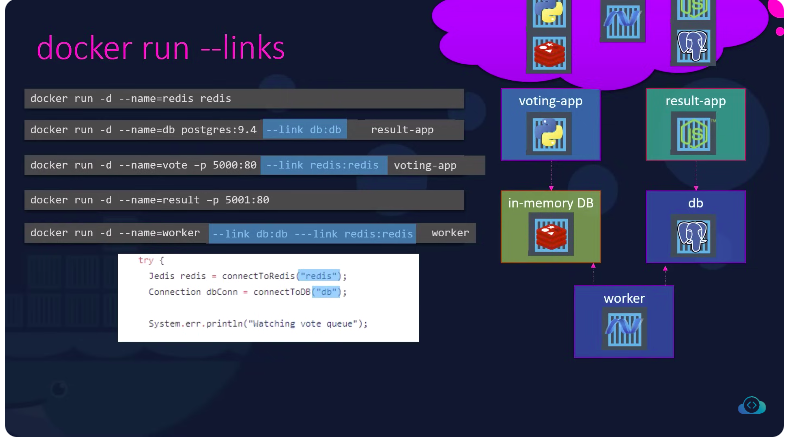 docker run --links
docker run -d --name=redis redis
docker run -d --name=db postgres:9.4 --link db:db result-app
docker run -d --name=vote -p 5000:80 --link redis:redis voting-app
docker run -d --name=result -p 5001:80
docker run -d --name=worker --link db:db ---link redis:redis worker
try {
Jedis redis = connectToRedis("redis");
Connection dbConn = connectToDB("db");
System.err.println("Watching vote queue");
voting-app
result-app
in-memory DB
db
worker